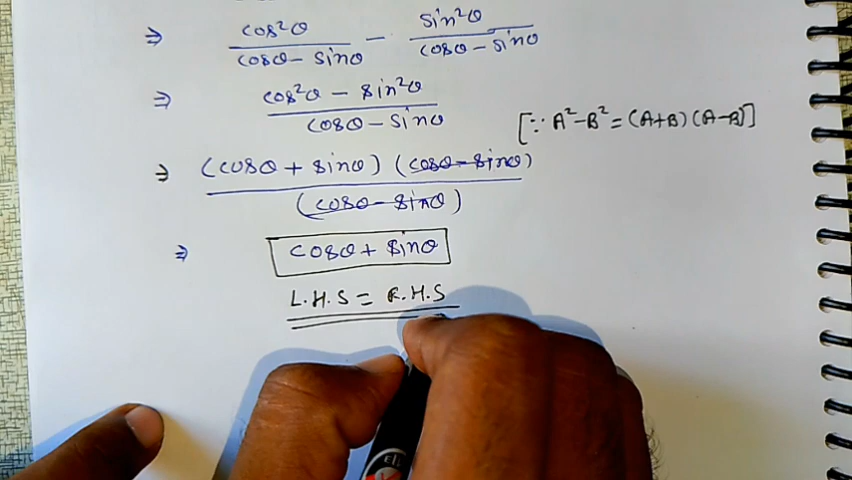 ⇒ cos²θ / cosθ - sinθ - sin²θ / cosθ - sinθ
⇒ cos²θ - sin²θ / cosθ - sinθ
[∵ A²-B² = (A+B)(A-B)]
⇒ (cosθ + sinθ) (cosθ - sinθ) / (cosθ - sinθ)
⇒ cosθ + sinθ
L.H.S = R.H.S